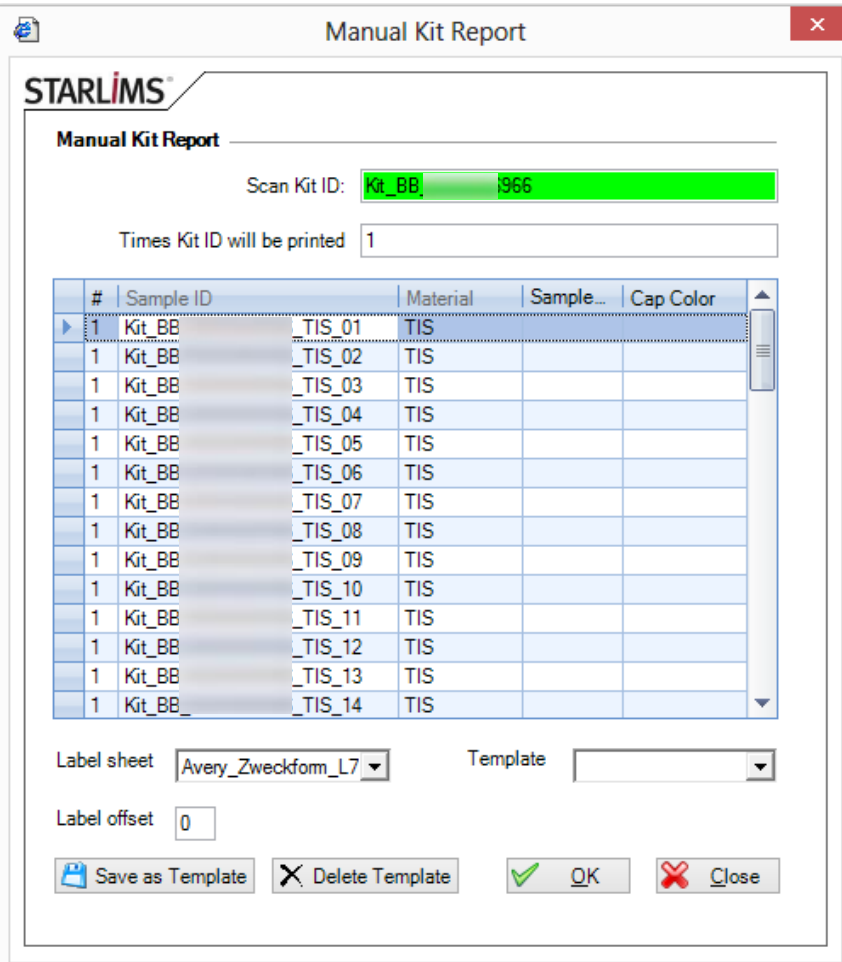 Manual Kit Report
STARLIMS
Manual Kit Report
Scan Kit ID: Kit_BB_ 966
Times Kit ID will be printed 1
# Sample ID Material Sample... Cap Color
1 Kit_BB _TIS_01 TIS
1 Kit_BB _TIS_02 TIS
1 Kit_BB _TIS_03 TIS
1 Kit_BB _TIS_04 TIS
1 Kit_BB _TIS_05 TIS
1 Kit_BB _TIS_06 TIS
1 Kit_BB _TIS_07 TIS
1 Kit_BB _TIS_08 TIS
1 Kit_BB _TIS_09 TIS
1 Kit_BB _TIS_10 TIS
1 Kit_BB _TIS_11 TIS
1 Kit_BB _TIS_12 TIS
1 Kit_BB _TIS_13 TIS
1 Kit_BB_ _TIS_14 TIS
Label sheet Avery_Zweckform_L7 Template
Label offset 0
Save as Template Delete Template OK Close